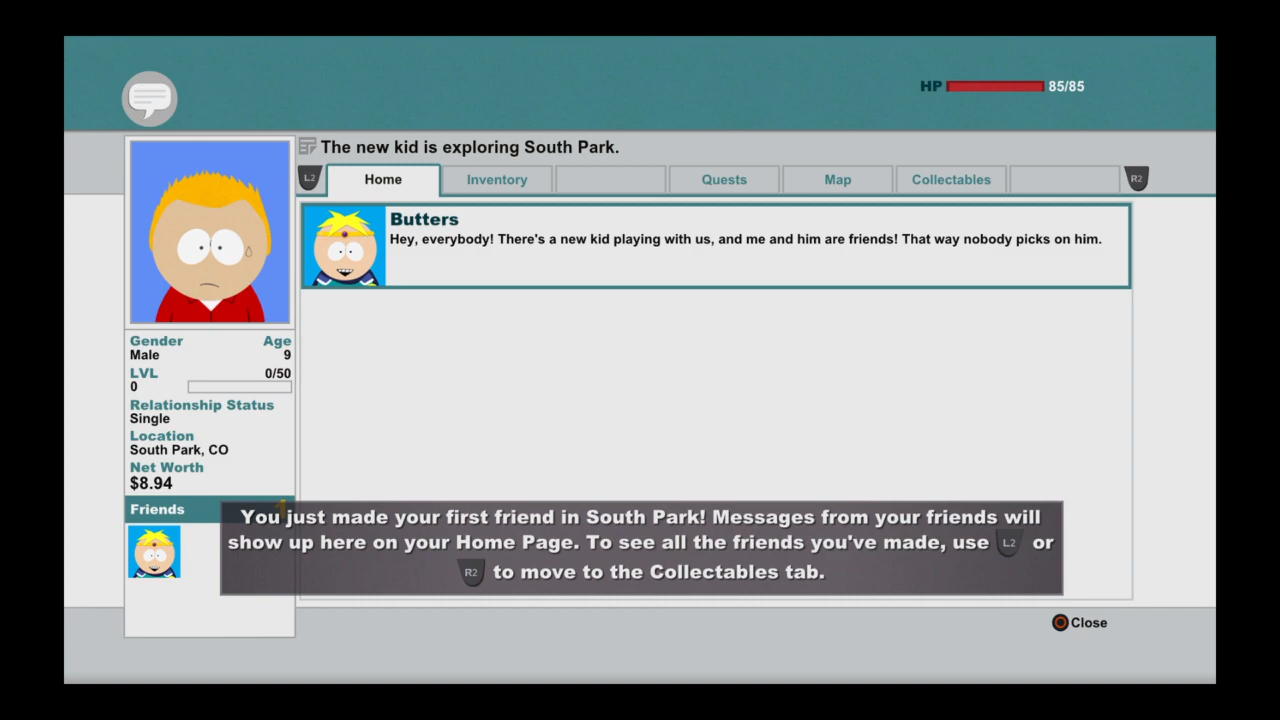 HP 85/85
The new kid is exploring South Park.
L2 Home Inventory Quests Map Collectables R2
Butters
Hey, everybody! There's a new kid playing with us, and me and him are friends! That way nobody picks on him.
Gender Age
Male 9
LVL 0/50
0
Relationship Status
Single
Location
South Park, CO
Net Worth
$8.94
Friends 1
You just made your first friend in South Park! Messages from your friends will
show up here on your Home Page. To see all the friends you've made, use L2 or
R2 to move to the Collectables tab.
Close